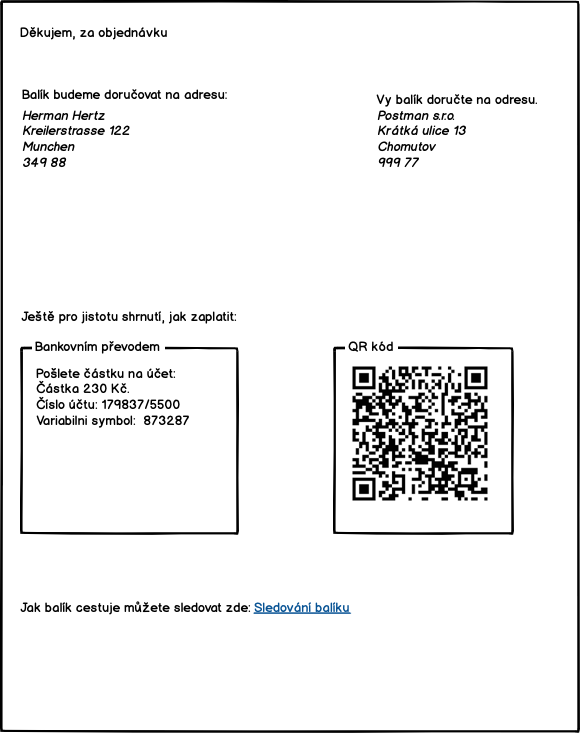 Děkujem, za objednávku
Balík budeme doručovat na adresu:
Herman Hertz
Kreilerstrasse 122
Munchen
349 88
Vy balík doručte na odresu.
Postman s.r.o.
Krátká ulice 13
Chomutov
999 77
Ještě pro jistotu shrnutí, jak zaplatit:
Bankovním převodem
Pošlete částku na účet:
Částka 230 Kč.
Číslo účtu: 179837/5500
Variabilni symbol: 873287
QR kód
Jak balík cestuje můžete sledovat zde: Sledování balíku